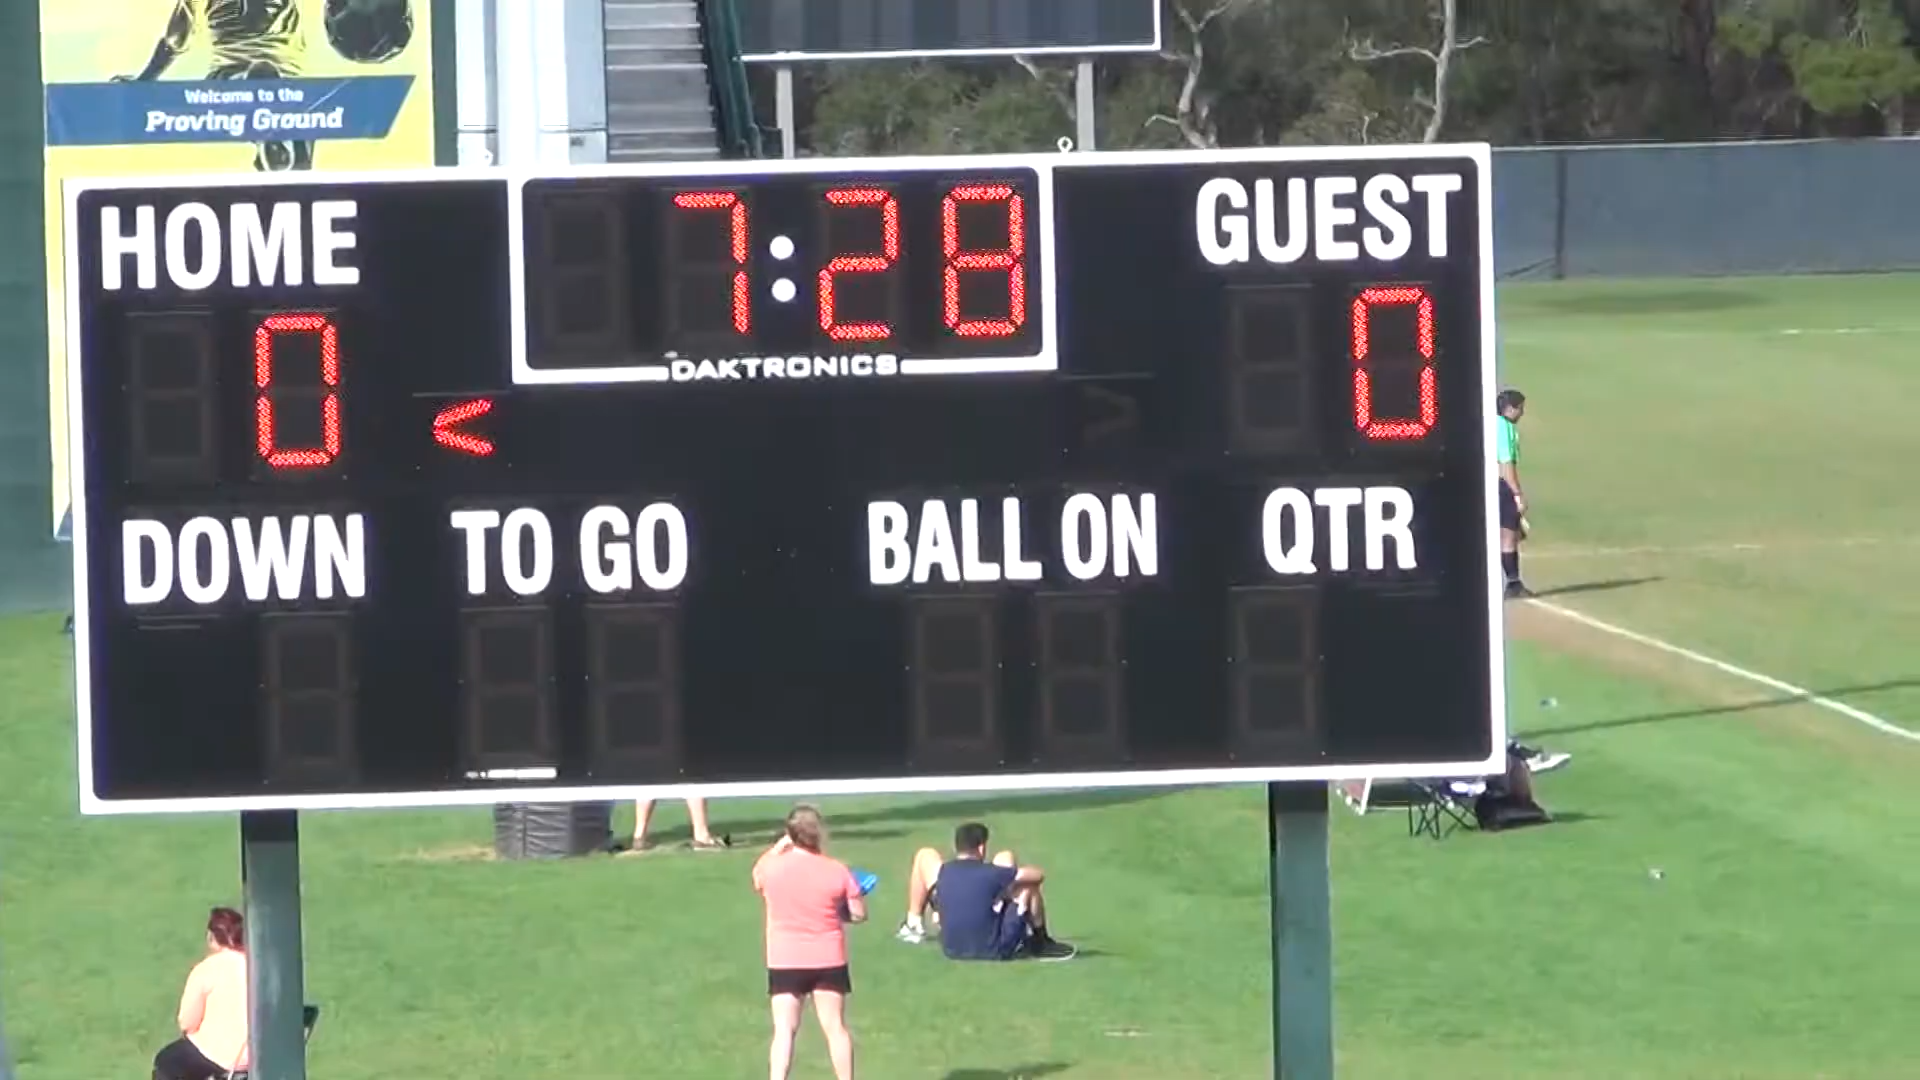 Welcome to the
Proving Ground
HOME
7:28
GUEST
DAKTRONICS
0
<
0
DOWN
TO GO
BALL ON
QTR